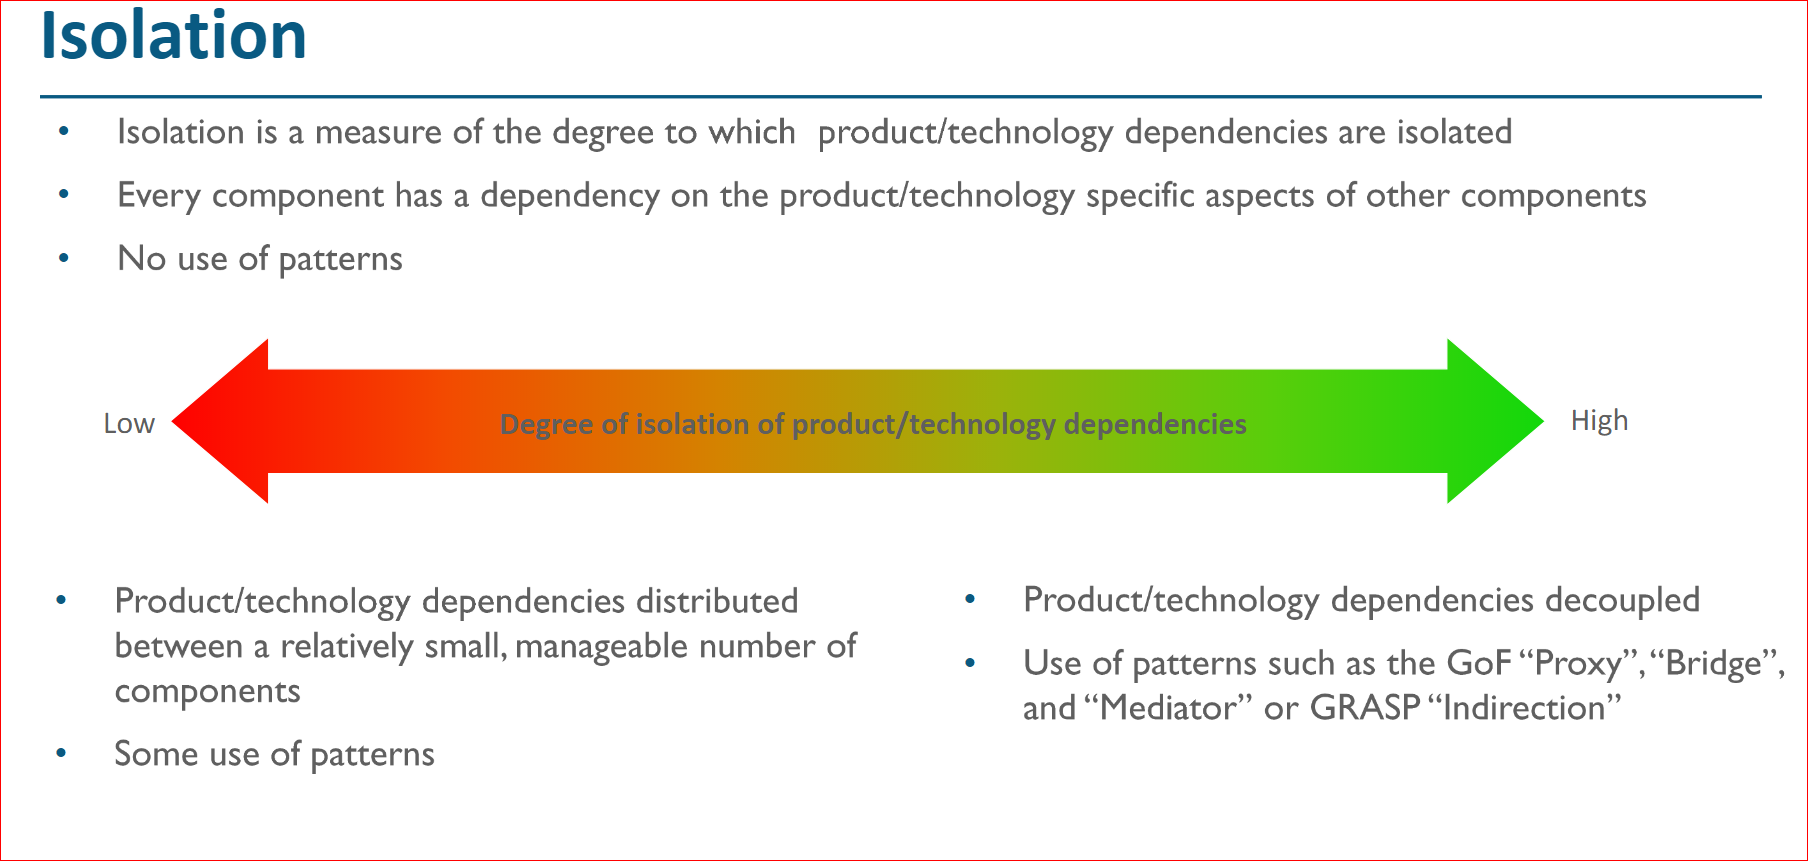 Isolation
• Isolation is a measure of the degree to which  product/technology dependencies are isolated
• Every component has a dependency on the product/technology specific aspects of other components
• No use of patterns
Low
Degree of isolation of product/technology dependencies
High
• Product/technology dependencies distributed
between a relatively small, manageable number of
components
• Some use of patterns
• Product/technology dependencies decoupled
• Use of patterns such as the GoF “Proxy”, “Bridge”,
and “Mediator” or GRASP “Indirection”